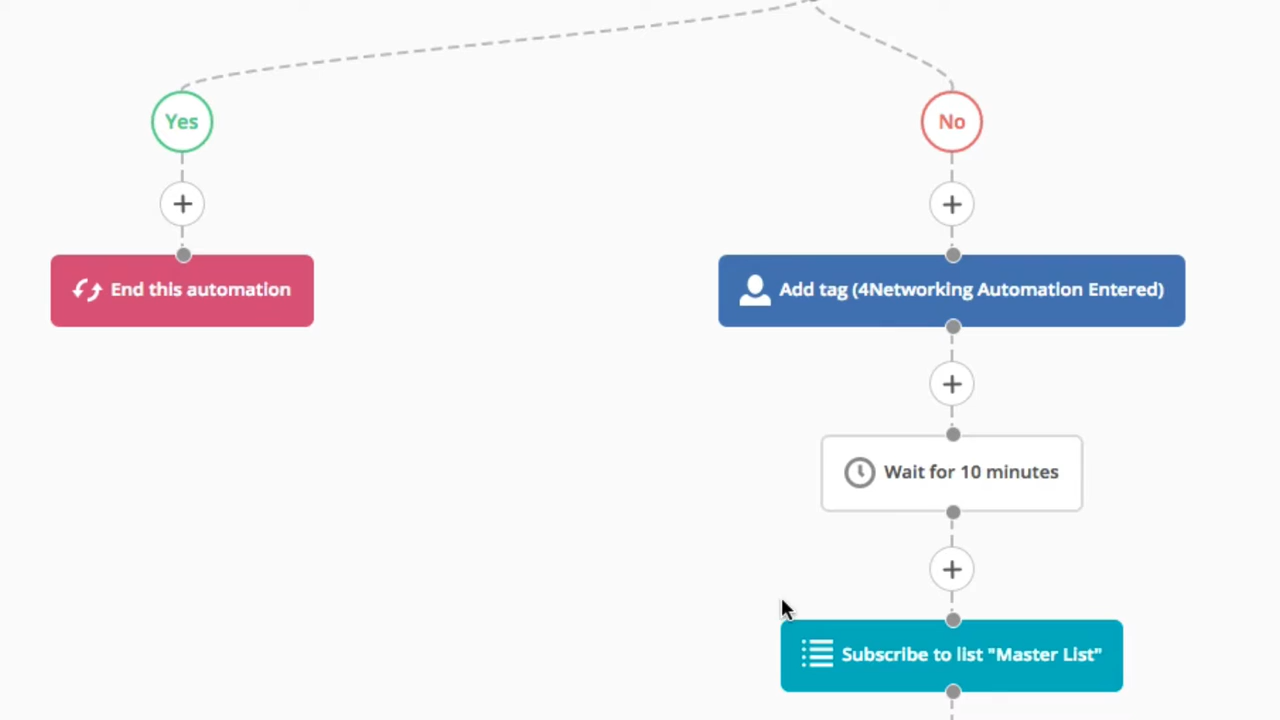 Yes
No
End this automation
Add tag (4Networking Automation Entered)
Wait for 10 minutes
Subscribe to list "Master List"